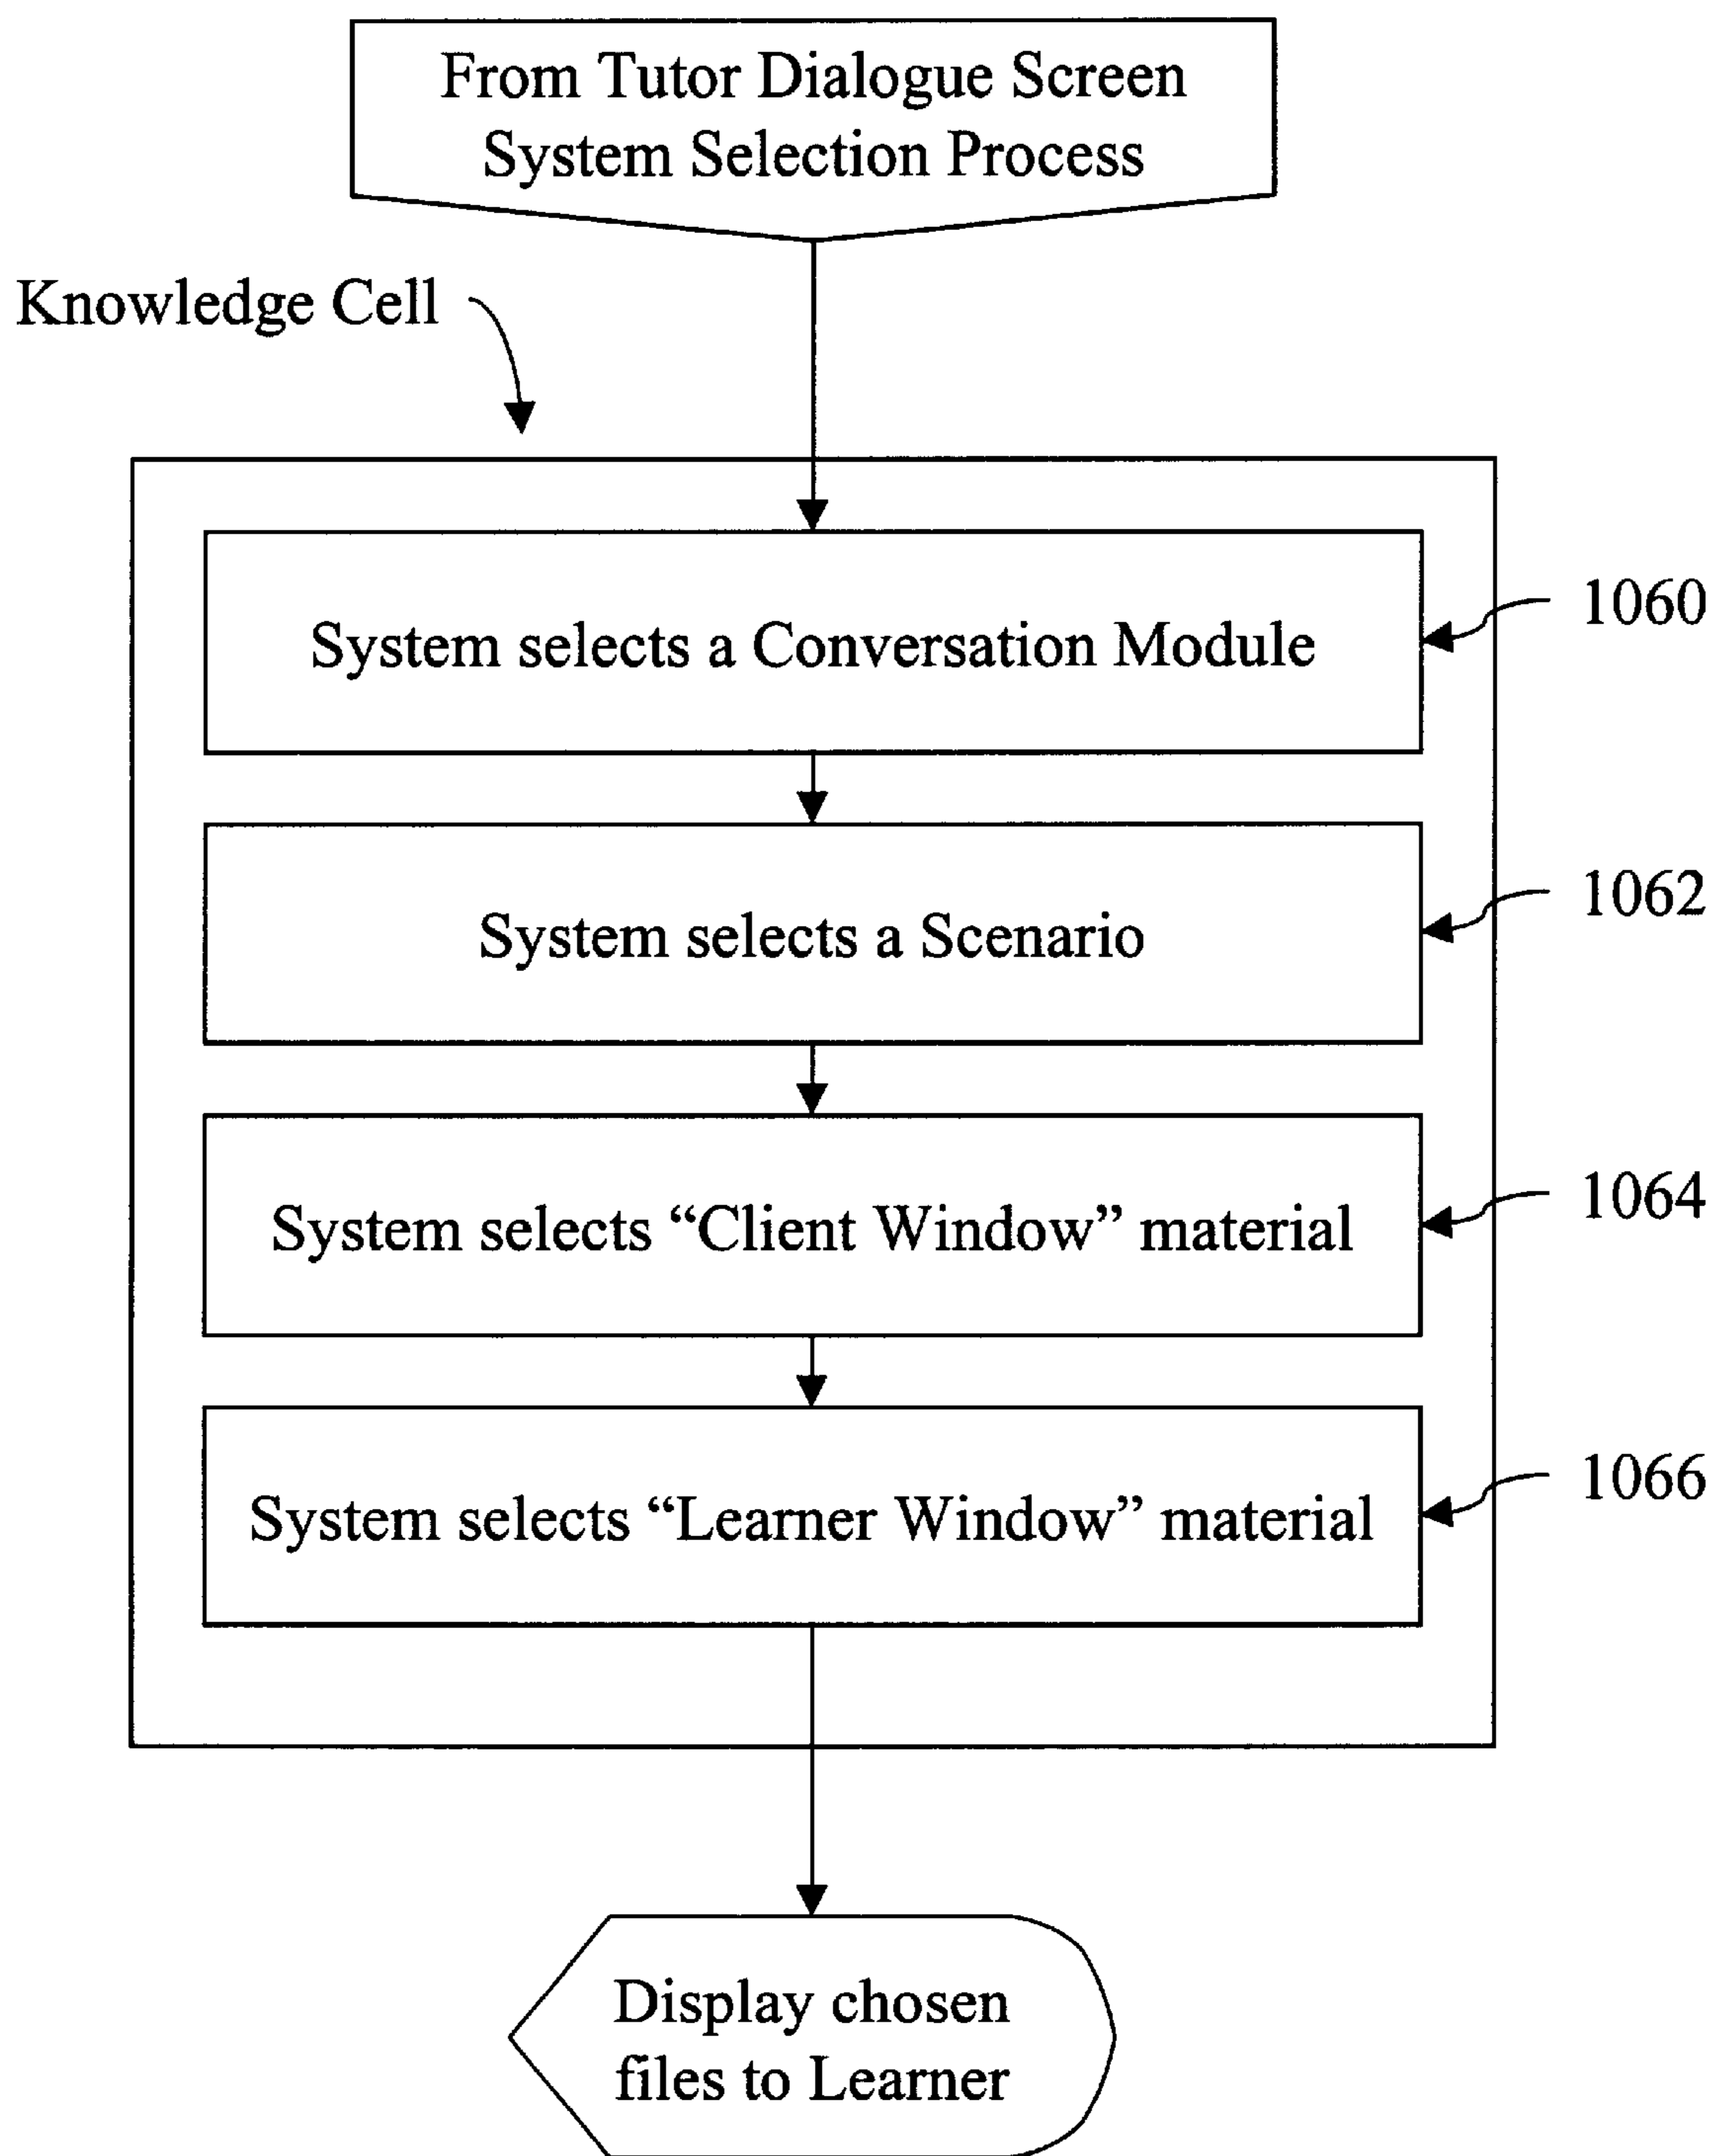 From Tutor Dialogue Screen
System Selection Process
Knowledge Cell
System selects a Conversation Module
1060
System selects a Scenario
1062
System selects “Client Window” material
1064
System selects “Learner Window” material
1066
Display chosen
files to Learner